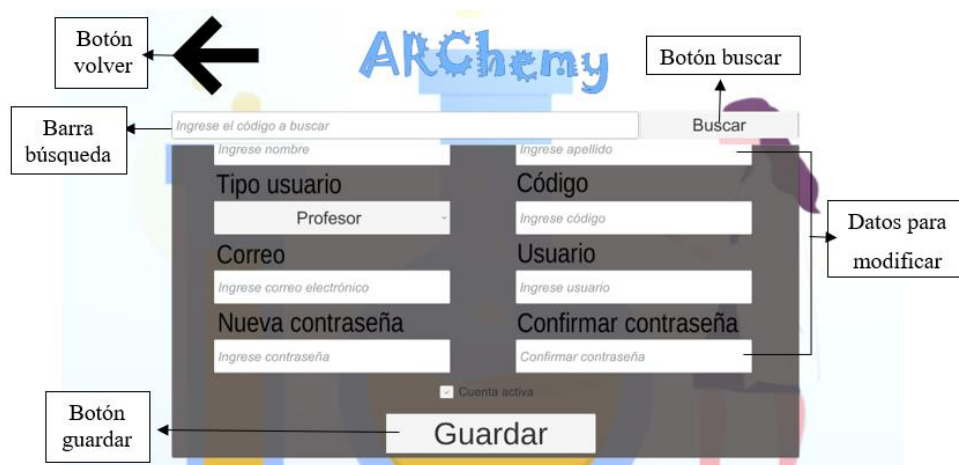 Botón
volver
ARChemy
Botón buscar
Barra
búsqueda
Ingrese el código a buscar
Buscar
Ingrese nombre
Ingrese apellido
Tipo usuario
Código
Profesor
Ingrese código
Datos para
modificar
Correo
Usuario
Ingrese correo electrónico
Ingrese usuario
Nueva contraseña
Confirmar contraseña
Ingrese contraseña
Confirmar contraseña
Cuenta activa
Botón
guardar
Guardar